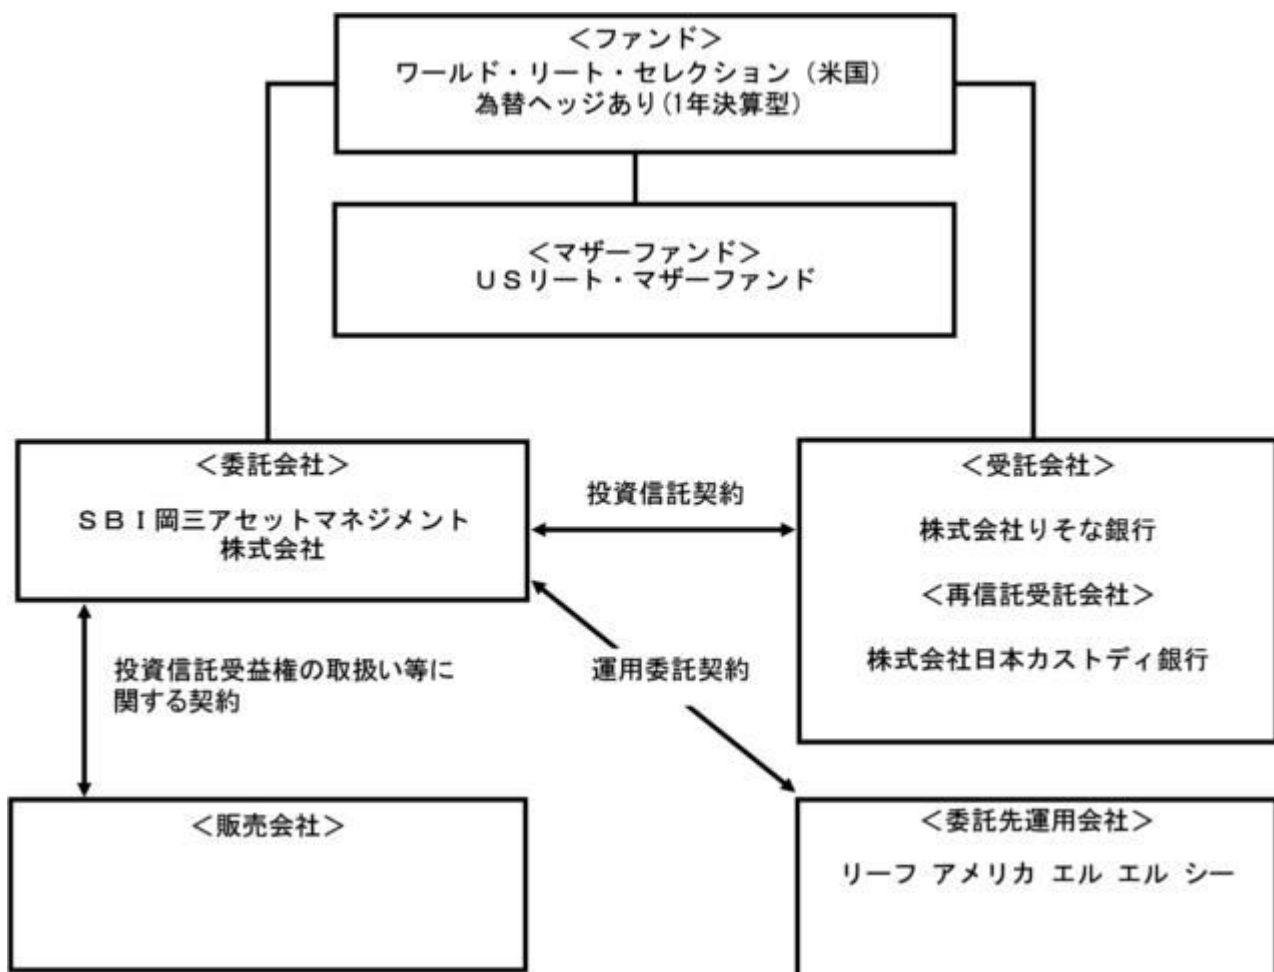 ＜ファンド＞
ワールド・リート・セレクション（米国）
為替ヘッジあり(1年決算型)
＜マザーファンド＞
ＵＳリート・マザーファンド
＜委託会社＞
ＳＢＩ岡三アセットマネジメント
株式会社
投資信託契約
＜受託会社＞
株式会社りそな銀行
＜再信託受託会社＞
株式会社日本カストディ銀行
投資信託受益権の取扱い等に
関する契約
運用委託契約
＜販売会社＞
＜委託先運用会社＞
リーフ アメリカ エル エル シー